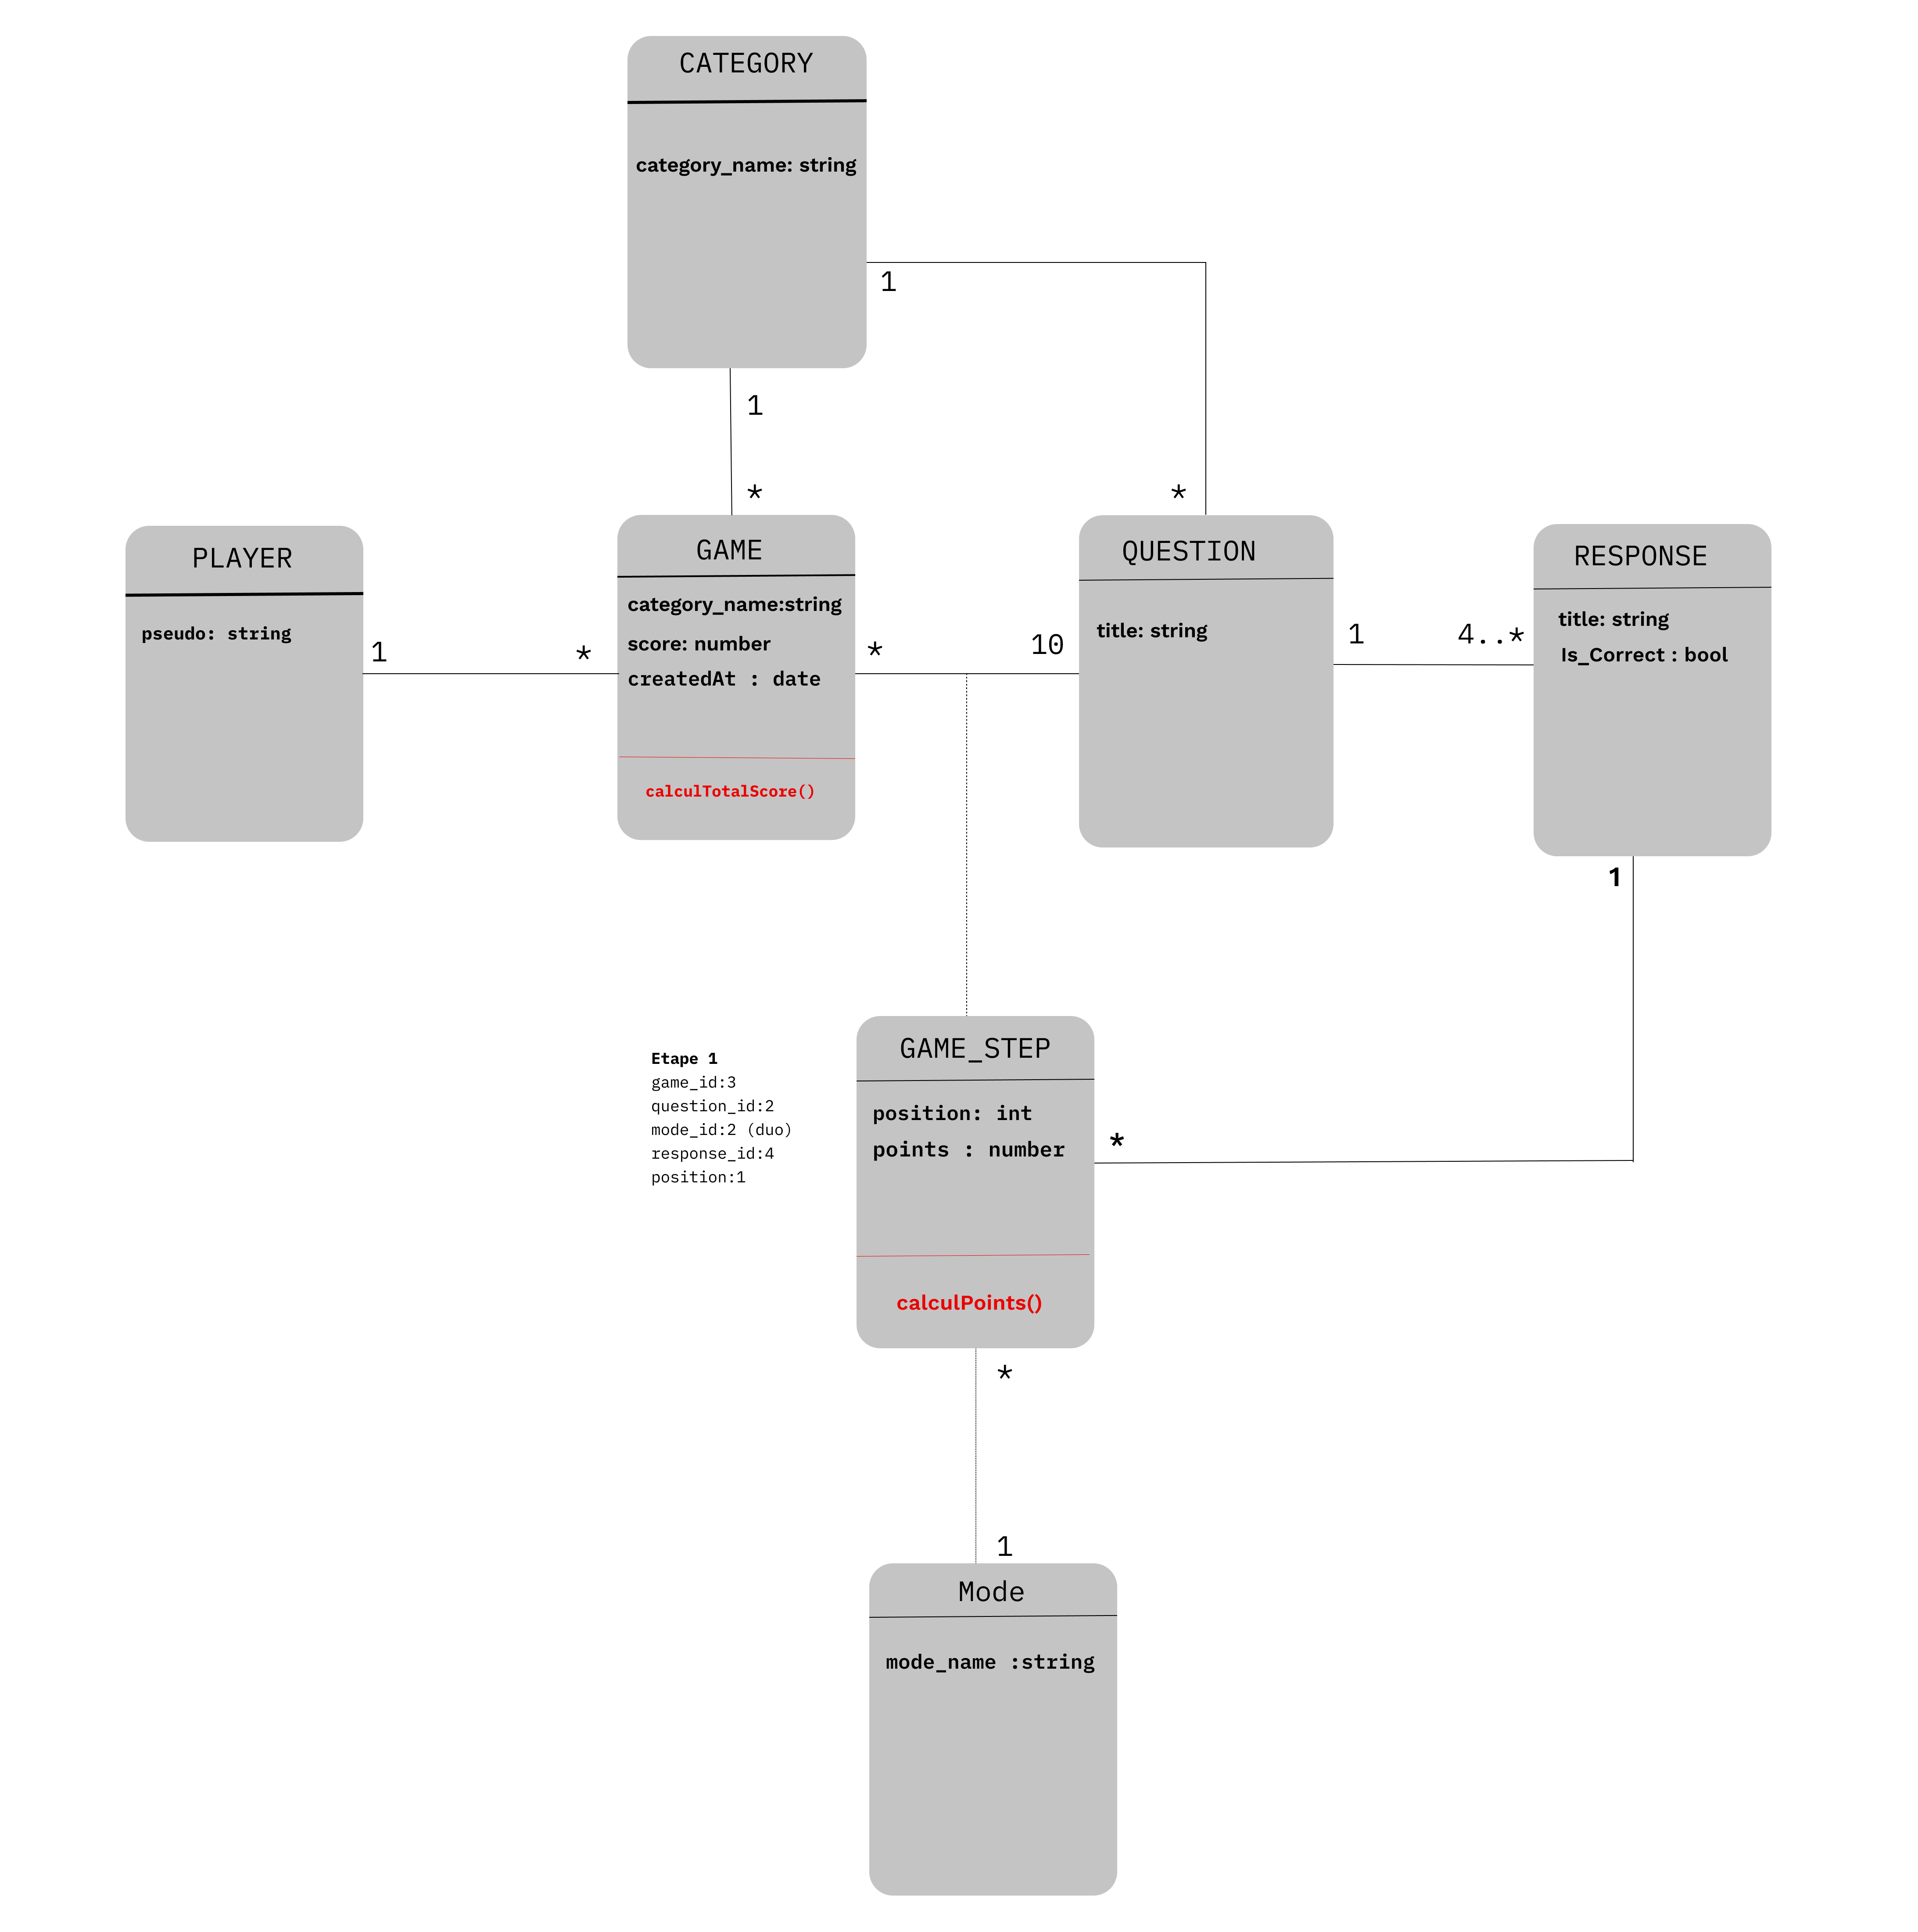 CATEGORY
category_name: string
1
1
*
*
PLAYER
pseudo: string
1
*
GAME
category_name:string
score: number
createdAt : date
calculTotalScore()
*
10
QUESTION
title: string
1
4..*
RESPONSE
title: string
Is_Correct : bool
1
Etape 1
game_id:3
question_id:2
mode_id:2 (duo)
response_id:4
position:1
GAME_STEP
position: int
points : number
calculPoints()
*
*
1
Mode
mode_name :string